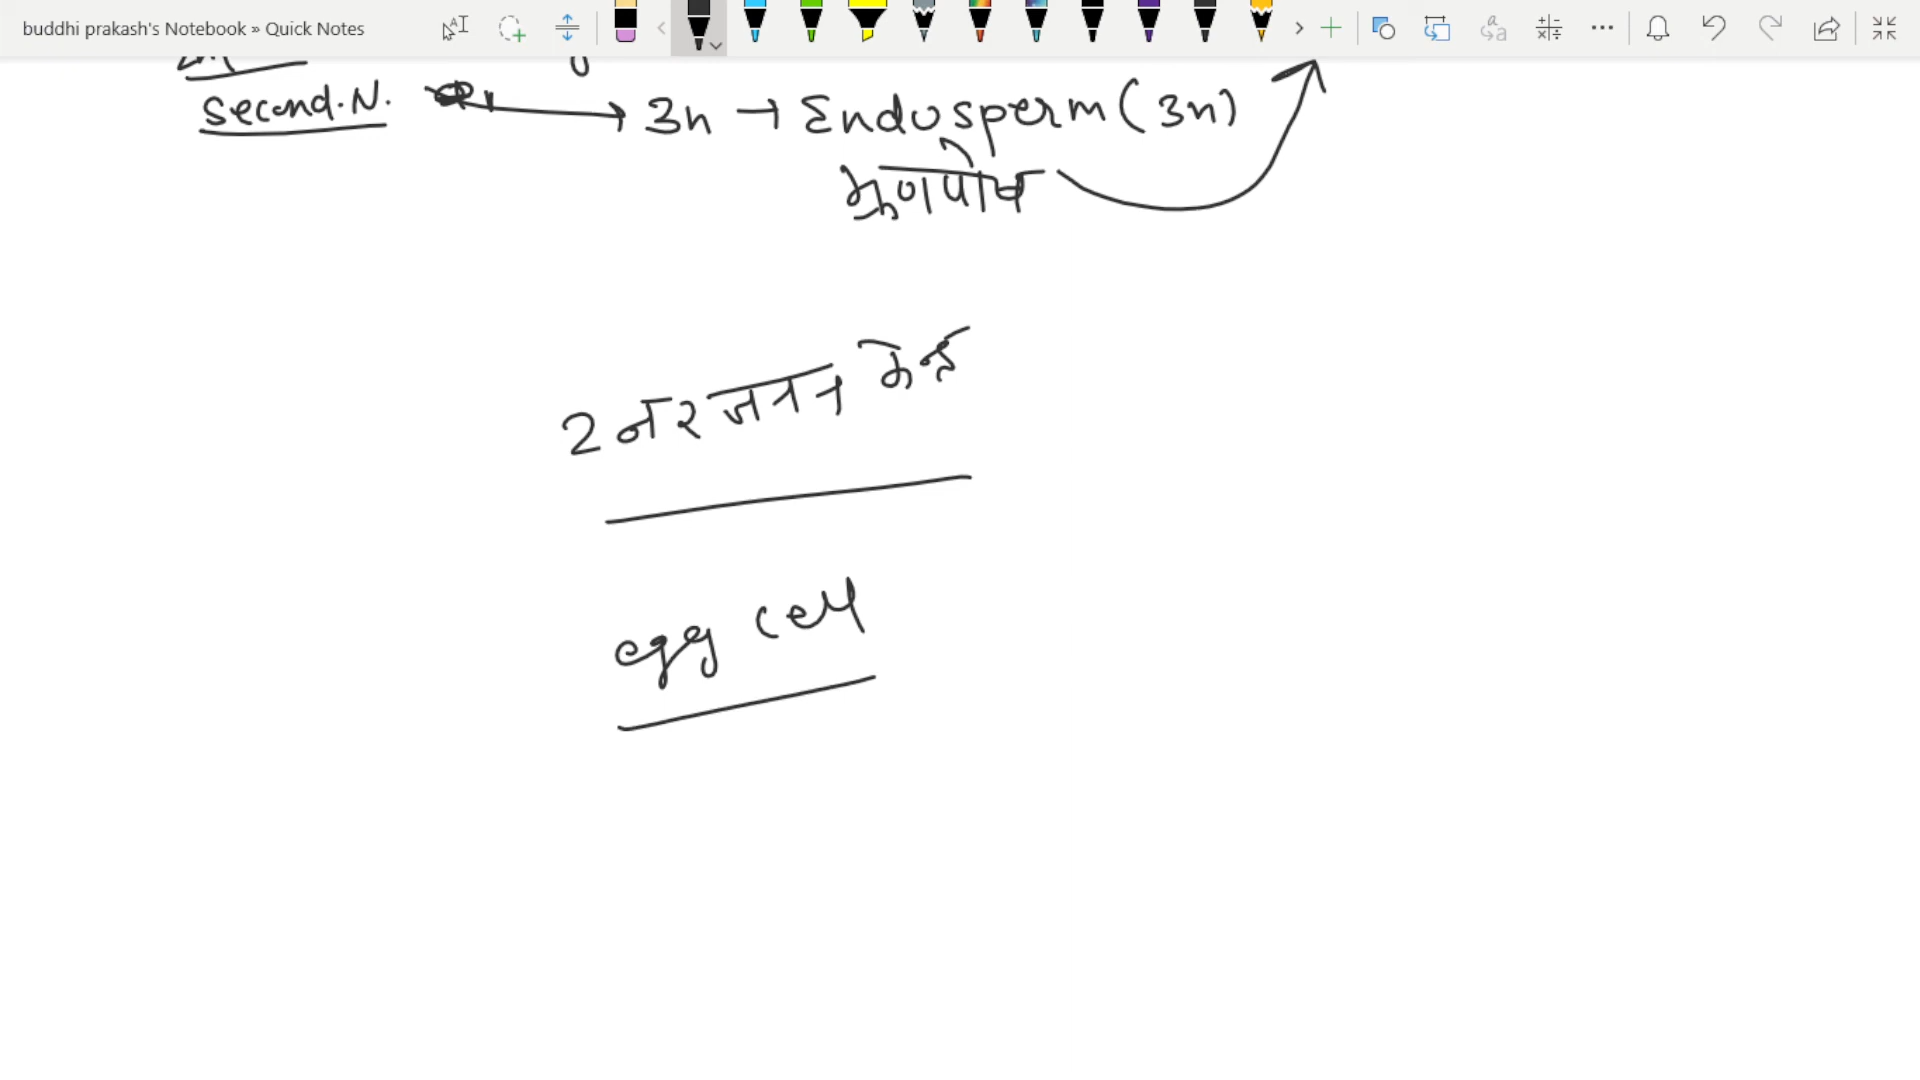 buddhi prakash's Notebook » Quick Notes
Second.N. → 3n → Endosperm (3n)
भ्रूणपोष
2 नर जनन केन्द्र
egg cell